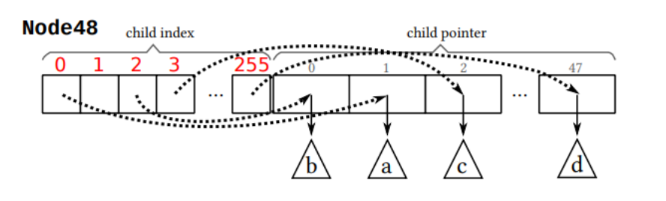 Node48
child index child pointer
0 1 2 3 255 0 1 2 47
... ...
b a c d